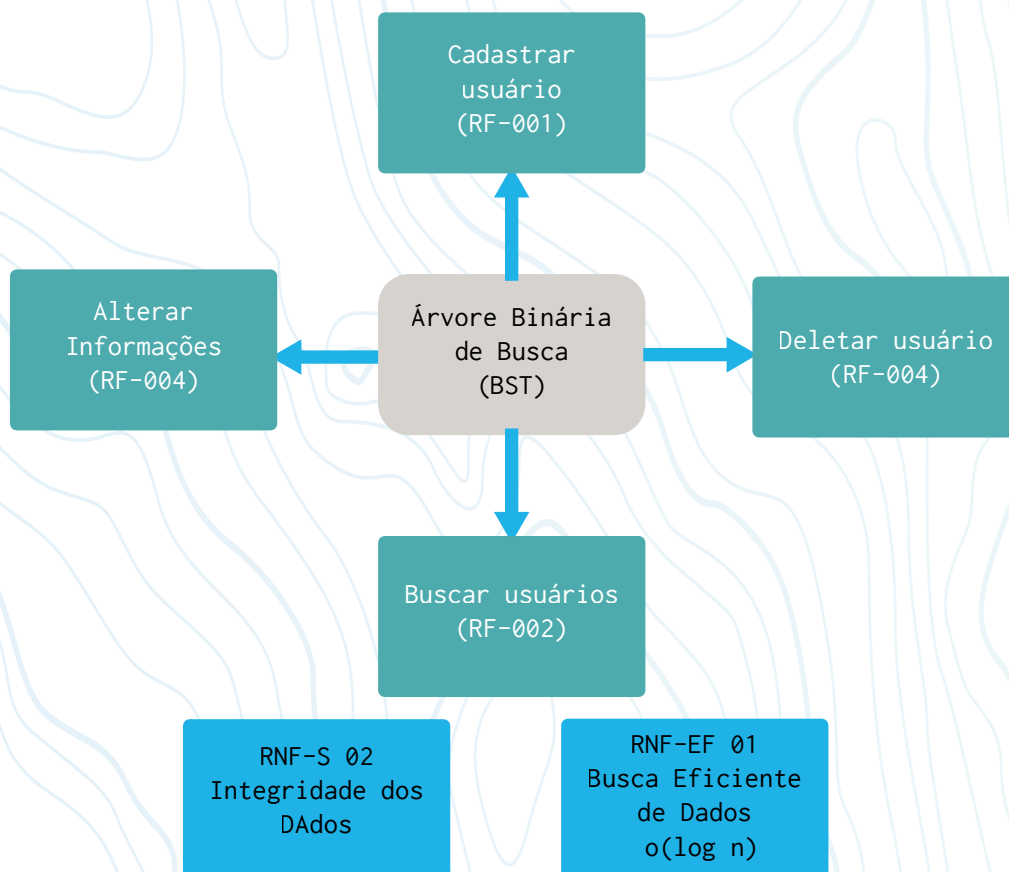 Cadastrar
usuário
(RF-001)
Alterar
Informações
(RF-004)
Árvore Binária
de Busca
(BST)
Deletar usuário
(RF-004)
Buscar usuários
(RF-002)
RNF-S 02
Integridade dos
DAdos
RNF-EF 01
Busca Eficiente
de Dados
o(log n)